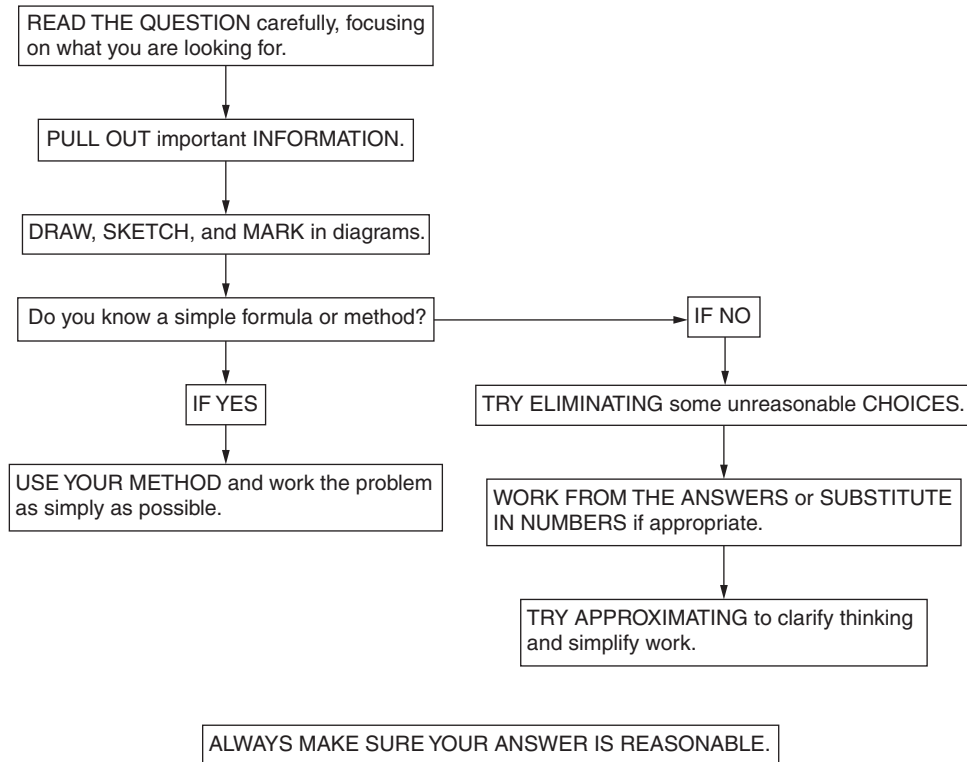 READ THE QUESTION carefully, focusing
on what you are looking for.
PULL OUT important INFORMATION.
DRAW, SKETCH, and MARK in diagrams.
Do you know a simple formula or method?
IF NO
IF YES
TRY ELIMINATING some unreasonable CHOICES.
USE YOUR METHOD and work the problem
as simply as possible.
WORK FROM THE ANSWERS or SUBSTITUTE
IN NUMBERS if appropriate.
TRY APPROXIMATING to clarify thinking
and simplify work.
ALWAYS MAKE SURE YOUR ANSWER IS REASONABLE.